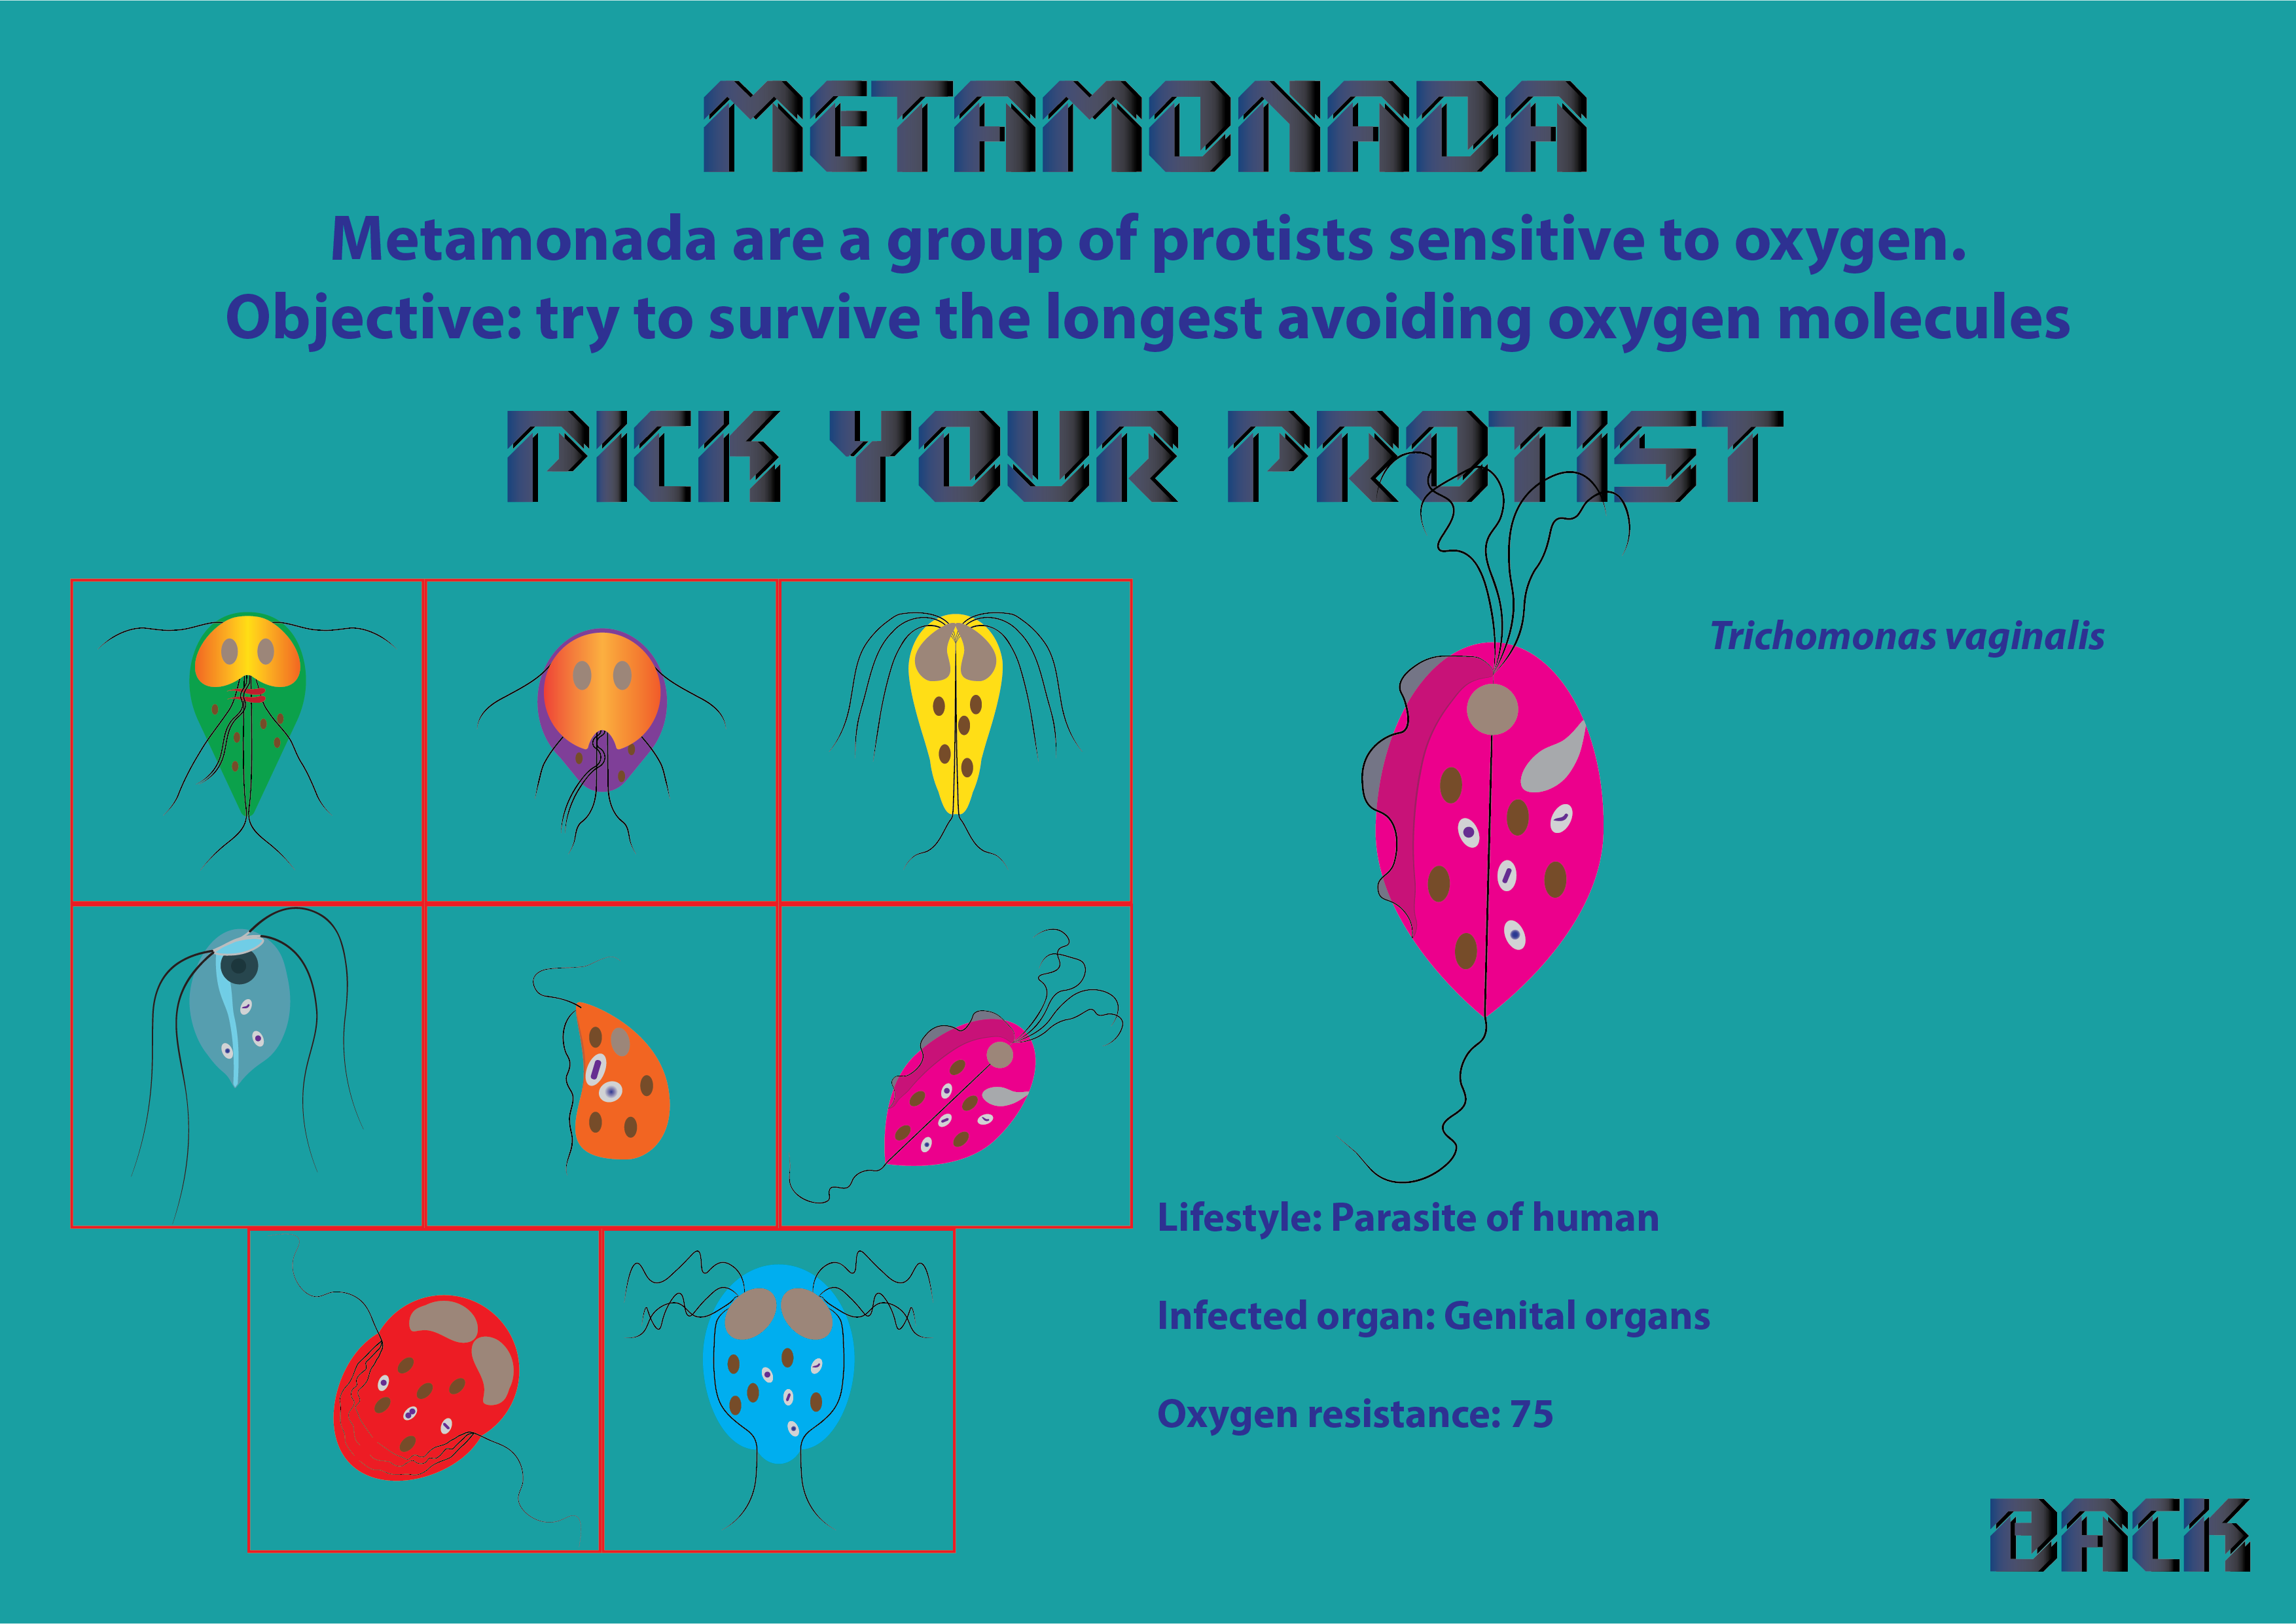 METAMONADA
Metamonada are a group of protists sensitive to oxygen.
Objective: try to survive the longest avoiding oxygen molecules
PICK YOUR PROTIST
Trichomonas vaginalis
Lifestyle: Parasite of human
Infected organ: Genital organs
Oxygen resistance: 75
BACK